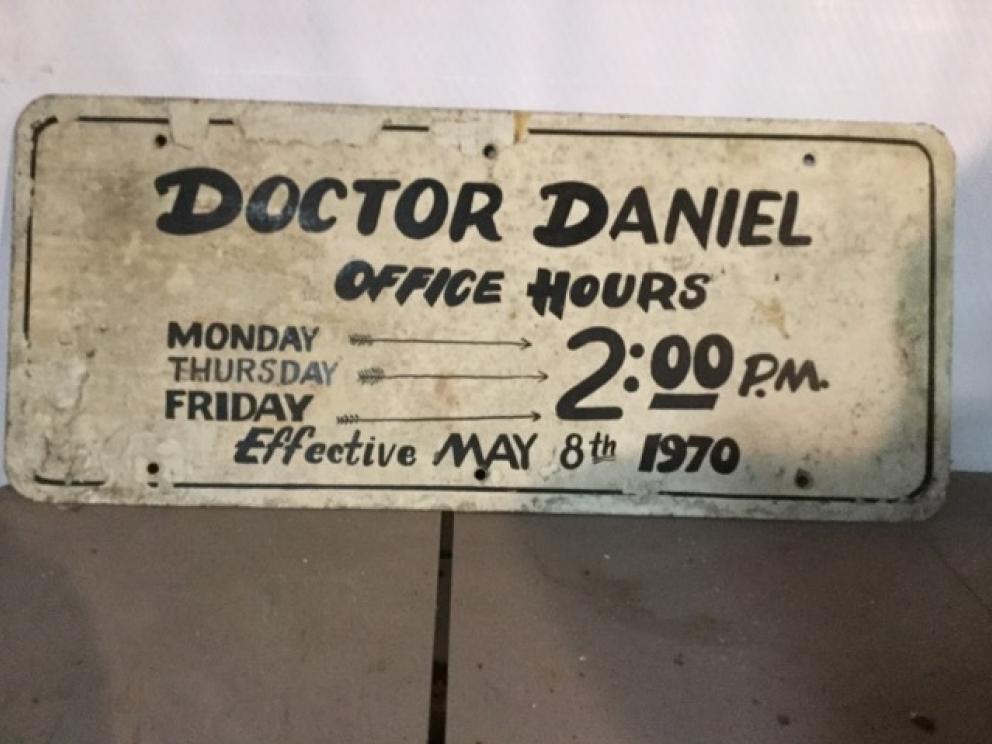 DOCTOR DANIEL
OFFICE HOURS
MONDAY
THURSDAY
FRIDAY
2:00 P.M.
Effective MAY 8th 1970